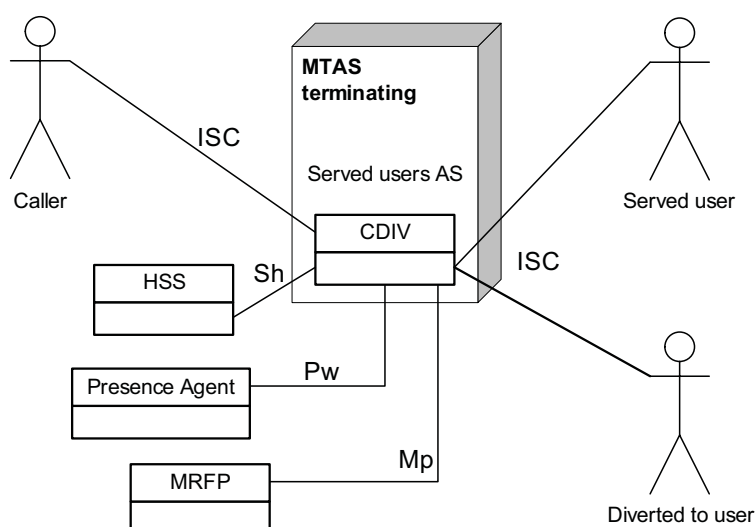 MTAS
terminating
ISC
Served users AS
Caller
Served user
CDIV
ISC
HSS
Sh
Presence Agent
Pw
Mp
MRFP
Diverted to user